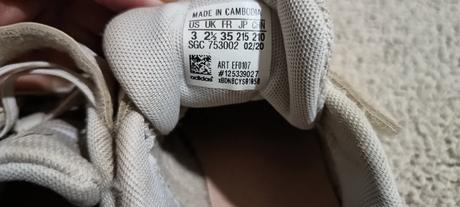 MADE IN CAMBODIA
US UK FR JP CHN
3 2½ 35 215 210
SGC 753002 02/20
ART EF0107
#125339027
adidas